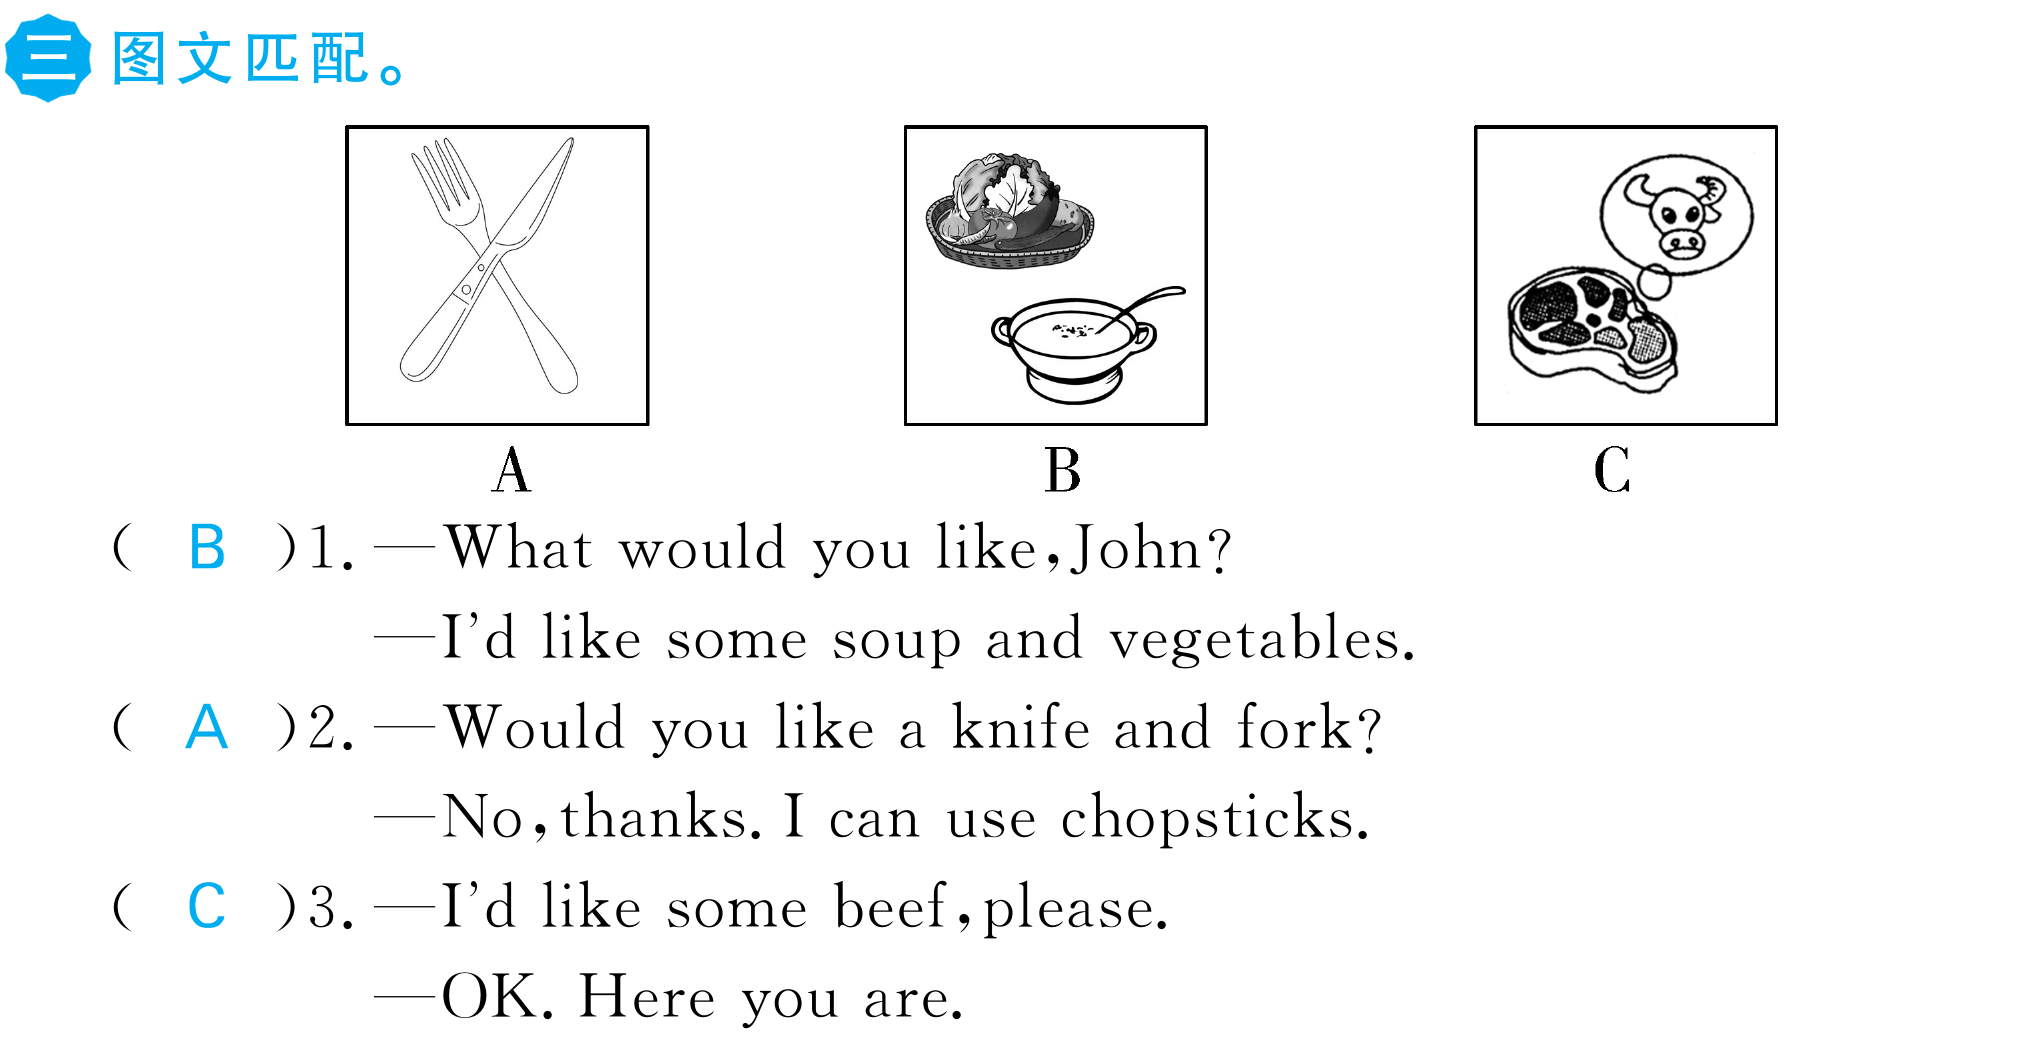 三 图文匹配。
A B C
( B )1. —What would you like,John?
—I'd like some soup and vegetables.
( A )2. —Would you like a knife and fork?
—No,thanks. I can use chopsticks.
( C )3. —I'd like some beef,please.
—OK. Here you are.